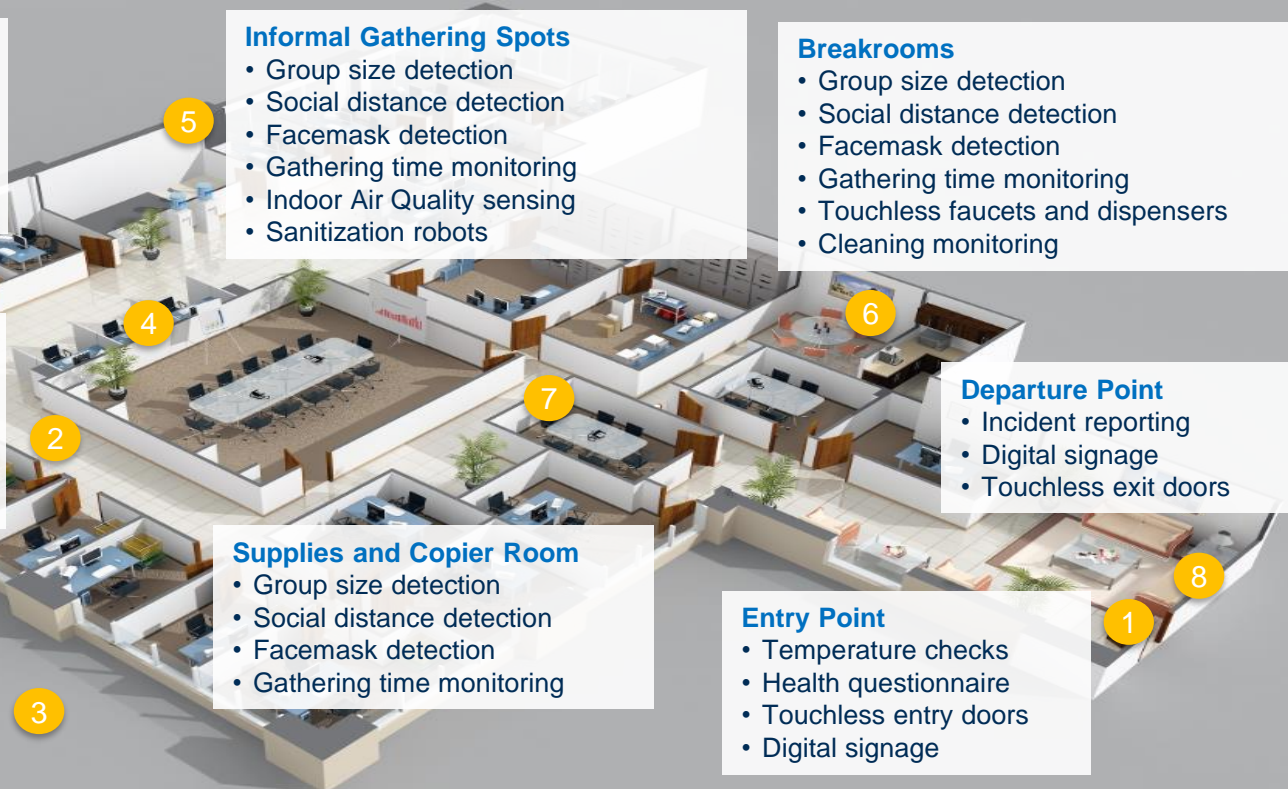 Informal Gathering Spots
• Group size detection
• Social distance detection
• Facemask detection
• Gathering time monitoring
• Indoor Air Quality sensing
• Sanitization robots
Breakrooms
• Group size detection
• Social distance detection
• Facemask detection
• Gathering time monitoring
• Touchless faucets and dispensers
• Cleaning monitoring
5
4
6
2
7
Departure Point
• Incident reporting
• Digital signage
• Touchless exit doors
Supplies and Copier Room
• Group size detection
• Social distance detection
• Facemask detection
• Gathering time monitoring
8
1
3
Entry Point
• Temperature checks
• Health questionnaire
• Touchless entry doors
• Digital signage